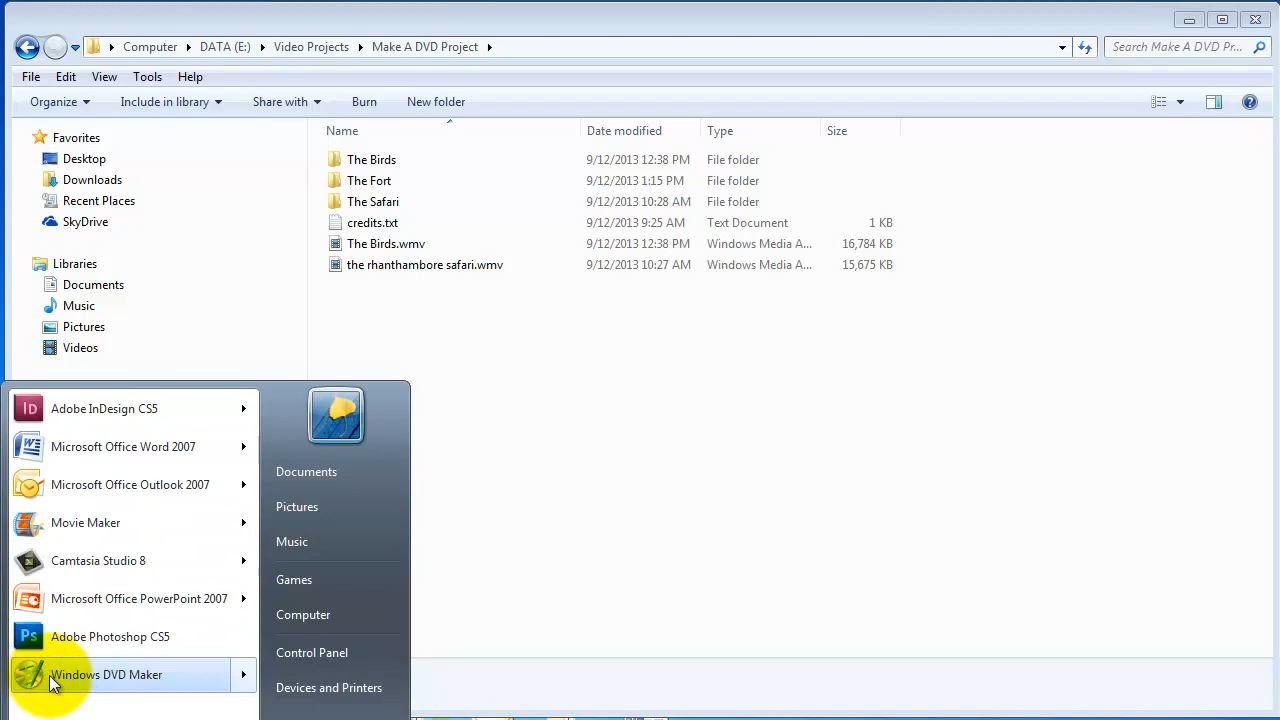 Computer DATA (E:) Video Projects Make A DVD Project Search Make A DVD Pr...
File Edit View Tools Help
Organize Include in library Share with Burn New folder
Favorites
Desktop
Downloads
Recent Places
SkyDrive
Libraries
Documents
Music
Pictures
Videos
Name Date modified Type Size
The Birds 9/12/2013 12:38 PM File folder
The Fort 9/12/2013 1:15 PM File folder
The Safari 9/12/2013 10:28 AM File folder
credits.txt 9/12/2013 9:25 AM Text Document 1 KB
The Birds.wmv 9/12/2013 12:38 PM Windows Media A... 16,784 KB
the rhanthambore safari.wmv 9/12/2013 10:27 AM Windows Media A... 15,675 KB
Id Adobe InDesign CS5
Microsoft Office Word 2007
Microsoft Office Outlook 2007
Movie Maker
Camtasia Studio 8
Microsoft Office PowerPoint 2007
Ps Adobe Photoshop CS5
Windows DVD Maker
Documents
Pictures
Music
Games
Computer
Control Panel
Devices and Printers